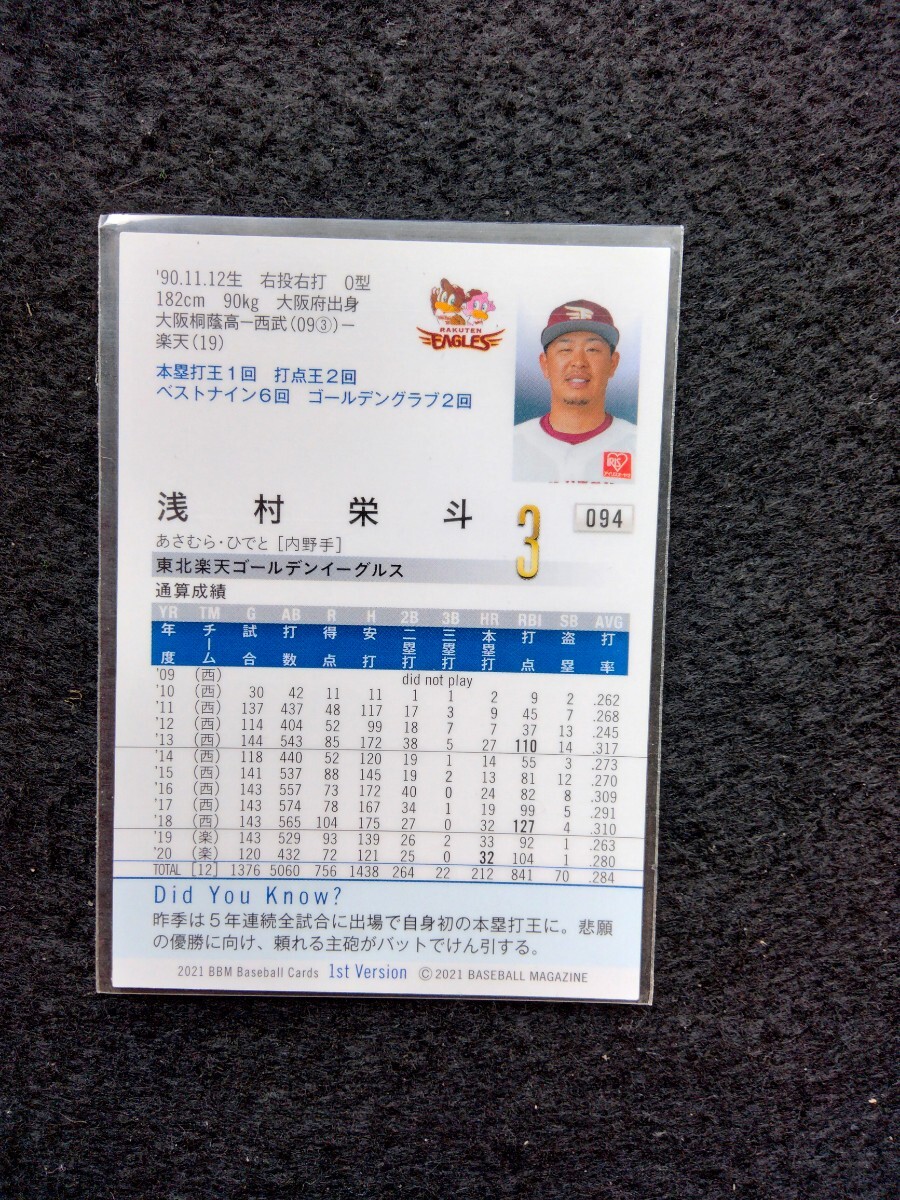 '90.11.12生 右投右打 O型
182cm 90kg 大阪府出身
大阪桐蔭高ー西武(09③)ー
楽天(19)
本塁打王1回 打点王2回
ベストナイン6回 ゴールデングラブ2回
RAKUTEN
EAGLES
浅村栄斗
3
094
あさむら・ひでと [内野手]
東北楽天ゴールデンイーグルス
通算成績
YR TM G AB R H 2B 3B HR RBI SB AVG
年度 チーム 試合 打数 得点 安打 二塁打 三塁打 本塁打 打点 盗塁 打率
'09 (西) did not play
'10 (西) 30 42 11 11 1 1 2 9 2 .262
'11 (西) 137 437 48 117 17 3 9 45 7 .268
'12 (西) 114 404 52 99 18 7 7 37 13 .245
'13 (西) 144 543 85 172 38 5 27 110 14 .317
'14 (西) 118 440 52 120 19 1 14 55 3 .273
'15 (西) 141 537 88 145 19 2 13 81 12 .270
'16 (西) 143 557 73 172 40 0 24 82 8 .309
'17 (西) 143 574 78 167 34 1 19 99 5 .291
'18 (西) 143 565 104 175 27 0 32 127 4 .310
'19 (楽) 143 529 93 139 26 2 33 92 1 .263
'20 (楽) 120 432 72 121 25 0 32 104 1 .280
TOTAL [12] 1376 5060 756 1438 264 22 212 841 70 .284
Did You Know?
昨季は5年連続全試合に出場で自身初の本塁打王に。悲願
の優勝に向け、頼れる主砲がバットでけん引する。
2021 BBM Baseball Cards 1st Version ©2021 BASEBALL MAGAZINE